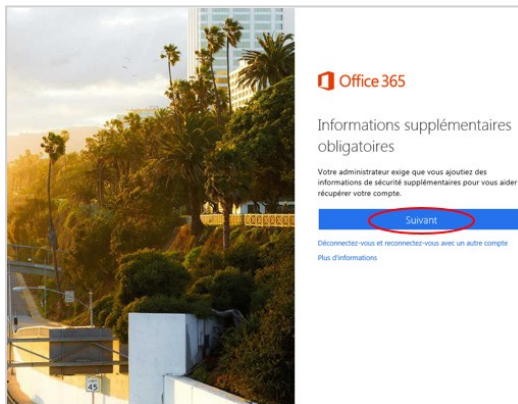 Office 365
Informations supplémentaires
obligatoires
Votre administrateur exige que vous ajoutiez des
informations de sécurité supplémentaires pour vous aider
récupérer votre compte.
Suivant
Déconnectez-vous et reconnectez-vous avec un autre compte
Plus d'informations
45